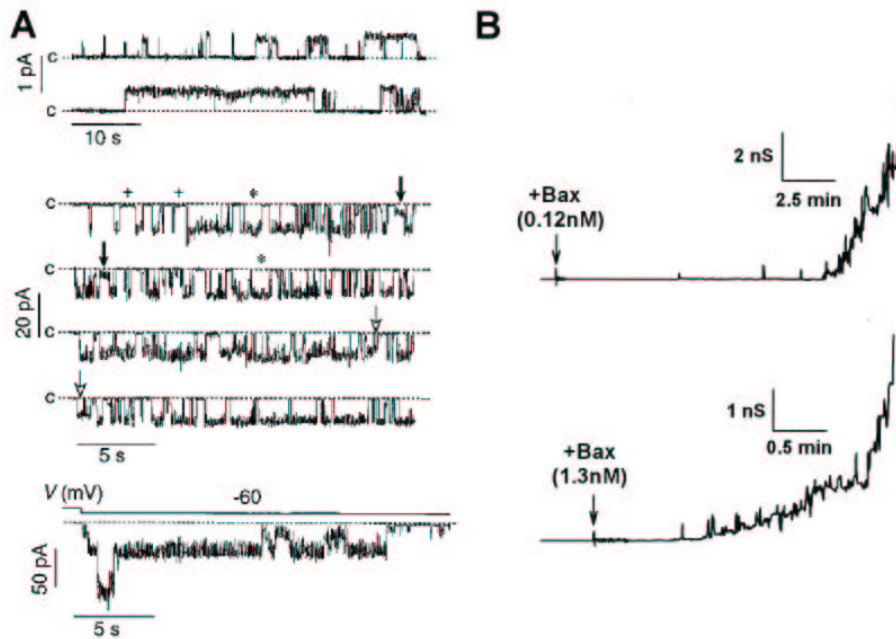 A
c
c
1 pA
10 s
+ + *
c
*
c
c
c
20 pA
5 s
V (mV)
-60
50 pA
5 s
B
2 nS
2.5 min
+Bax
(0.12nM)
1 nS
0.5 min
+Bax
(1.3nM)